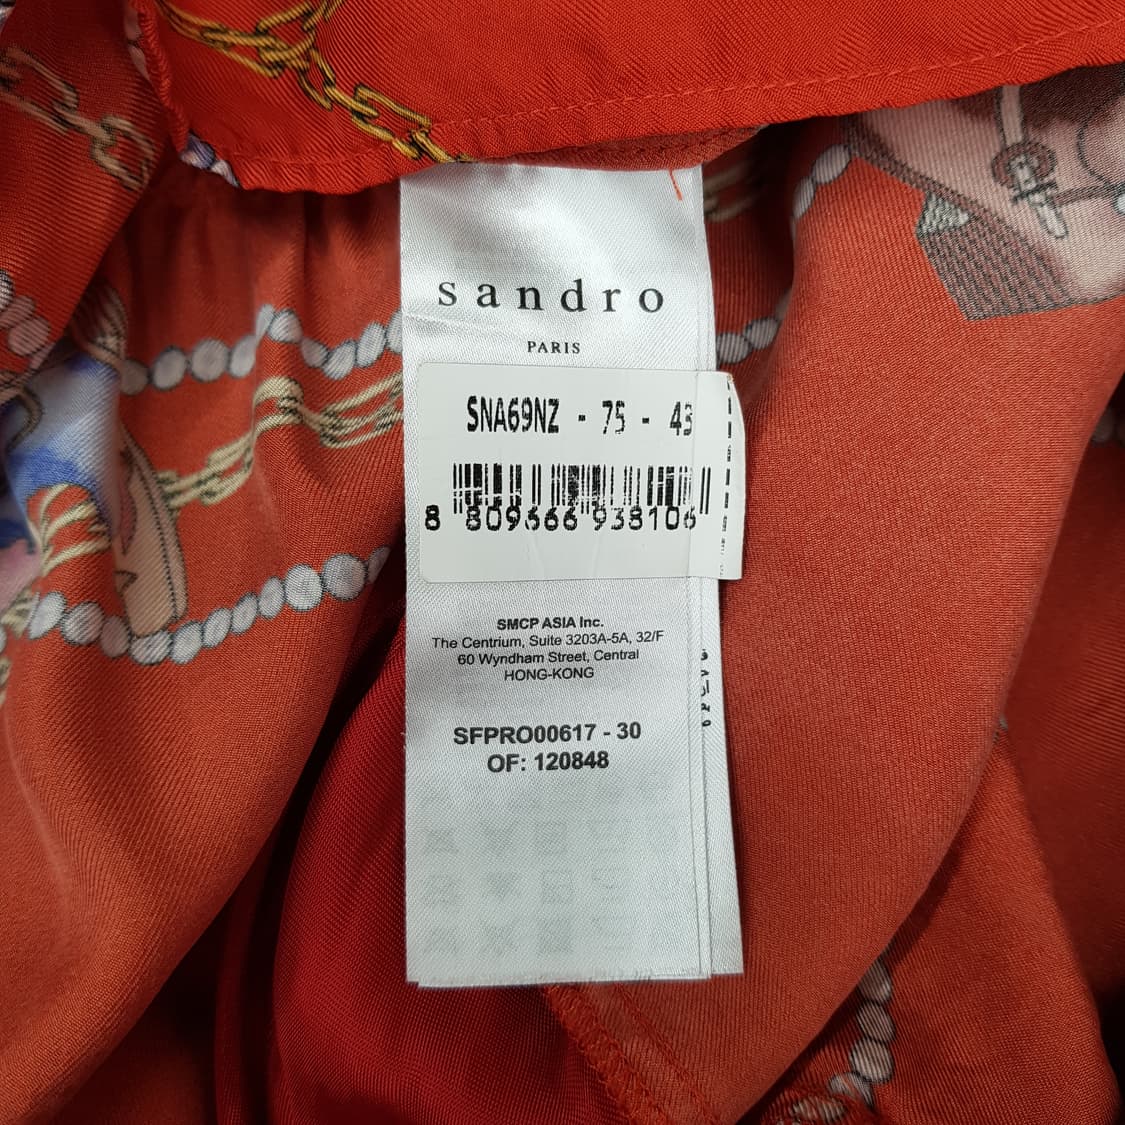 sandro
PARIS
SNA69NZ - 75 - 43
8 809666 938106
SMCP ASIA Inc.
The Centrium, Suite 3203A-5A, 32/F
60 Wyndham Street, Central
HONG-KONG
SFPRO00617 - 30
OF: 120848